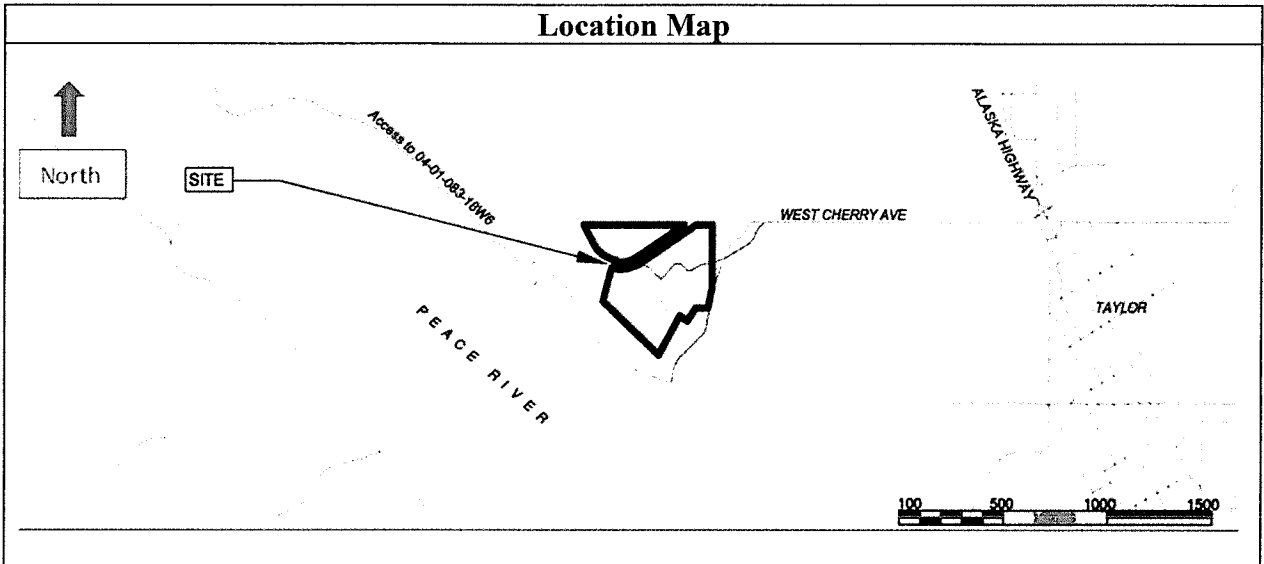 Location Map
North
SITE
Access to 04-01-083-18W6
ALASKA HIGHWAY
WEST CHERRY AVE
TAYLOR
PEACE RIVER
100 500 1000 1500